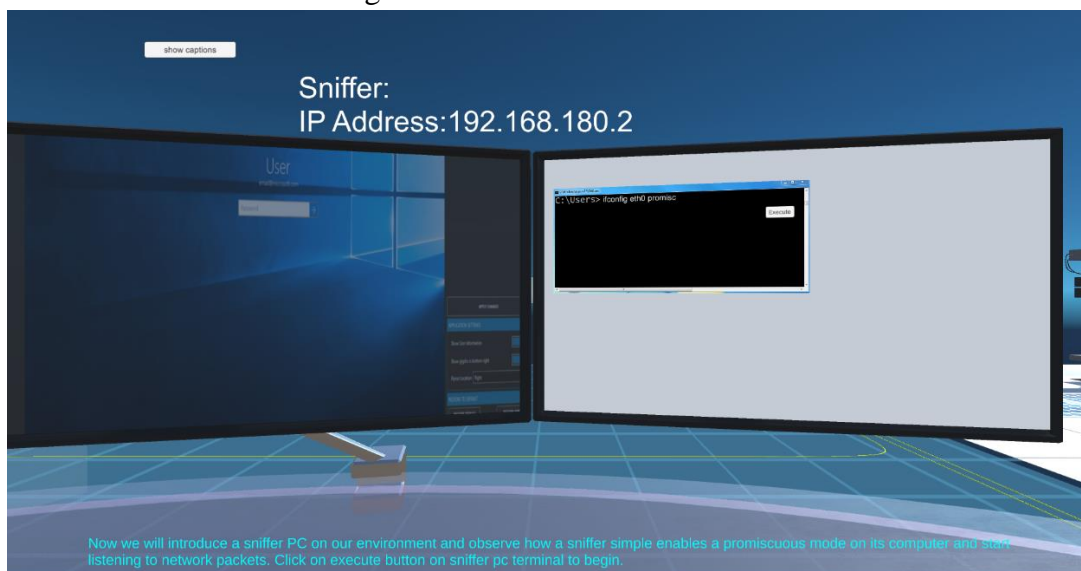 show captions
Sniffer:
IP Address:192.168.180.2
User
C:\Users> ifconfig eth0 promisc
Execute
Now we will introduce a sniffer PC on our environment and observe how a sniffer simple enables a promiscuous mode on its computer and start
listening to network packets. Click on execute button on sniffer pc terminal to begin.